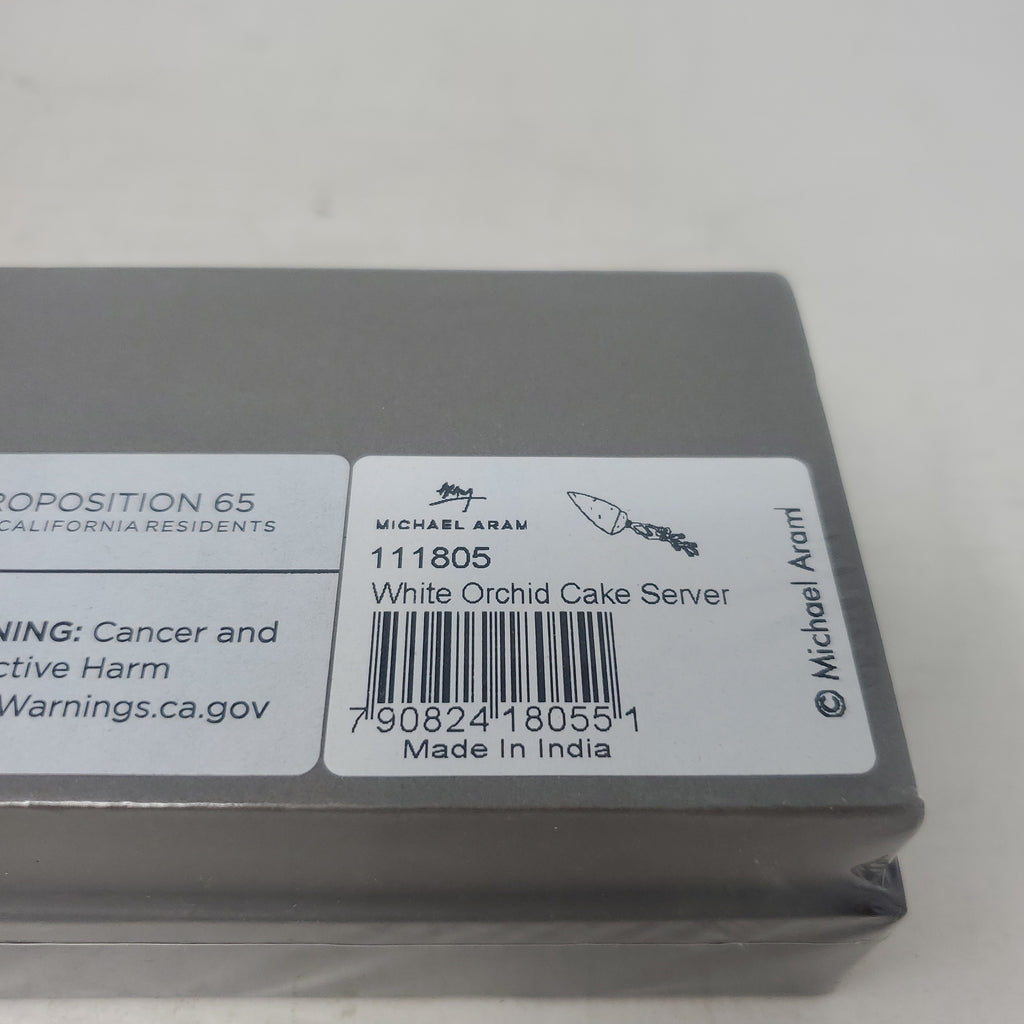 ROPOSITION 65
CALIFORNIA RESIDENTS
NING: Cancer and
ctive Harm
Warnings.ca.gov
MICHAEL ARAM
111805
White Orchid Cake Server
7 90824 18055 1
Made In India
© Michael Aram